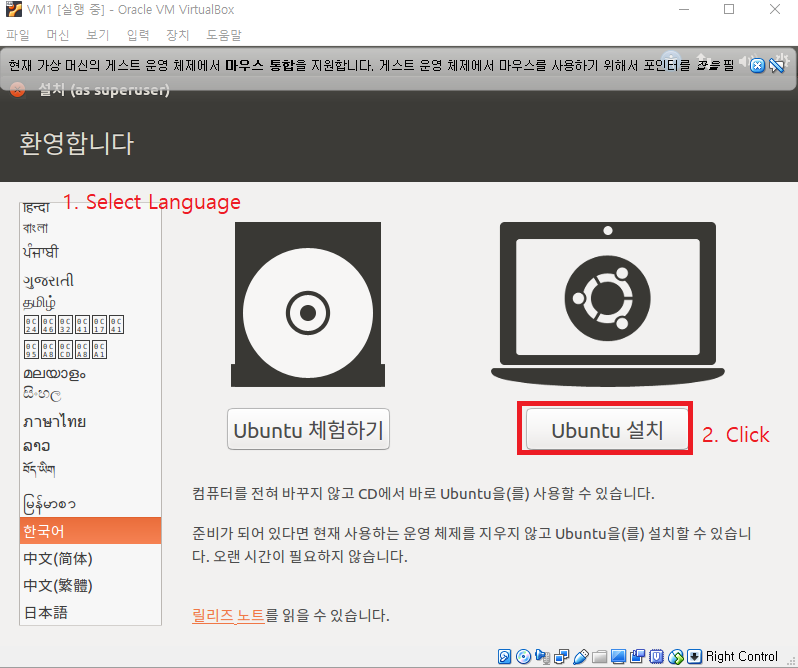 VM1 [실행 중] - Oracle VM VirtualBox
파일 머신 보기 입력 장치 도움말
현재 가상 머신의 게스트 운영 체제에서 마우스 통합을 지원합니다. 게스트 운영 체제에서 마우스를 사용하기 위해서 포인터를
설치 (as superuser)
환영합니다
1. Select Language
हिन्दी
বাংলা
ਪੰਜਾਬੀ
ગુજરાતી
தமிழ்
0C24 0C46 0C32 0C41 0C17 0C41
0C95 0CA8 0CCD 0CA8 0CA1
മലയാളം
සිංහල
ภาษาไทย
ລາວ
བོད་ཡིག
မြန်မာစာ
한국어
中文(简体)
中文(繁體)
日本語
Ubuntu 체험하기
Ubuntu 설치
2. Click
컴퓨터를 전혀 바꾸지 않고 CD에서 바로 Ubuntu을(를) 사용할 수 있습니다.
준비가 되어 있다면 현재 사용하는 운영 체제를 지우지 않고 Ubuntu을(를) 설치할 수 있습니
다. 오랜 시간이 필요하지 않습니다.
릴리즈 노트를 읽을 수 있습니다.
Right Control